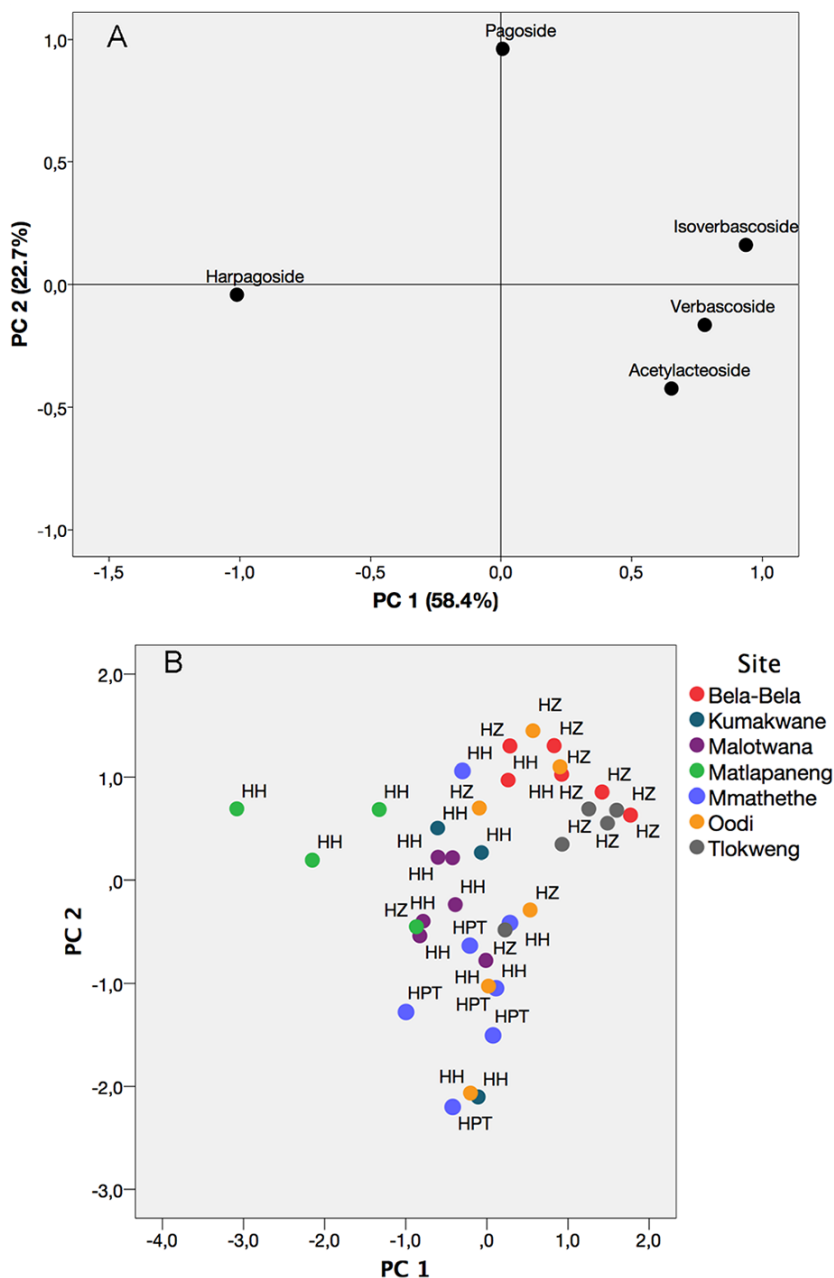 A
Pagoside
Isoverbascoside
Harpagoside
Verbascoside
Acetylacteoside
1,0
0,5
0,0
-0,5
-1,0
PC 2 (22.7%)
-1,5
-1,0
-0,5
0,0
0,5
1,0
PC 1 (58.4%)
B
Site
Bela-Bela
Kumakwane
Malotwana
Matlapaneng
Mmathethe
Oodi
Tlokweng
2,0
1,0
,0
-1,0
-2,0
-3,0
PC 2
HZ
HZ
HZ
HH
HH
HZ
HZ
HH
HH
HZ
HH
HZ
HZ
HH
HH
HH
HH
HZ
HZ
HZ
HH
HH
HZ
HZ
HH
HPT
HH
HZ
HH
HH
HH
HPT
HPT
HPT
HH
HH
HPT
-4,0
-3,0
-2,0
-1,0
,0
1,0
2,0
PC 1